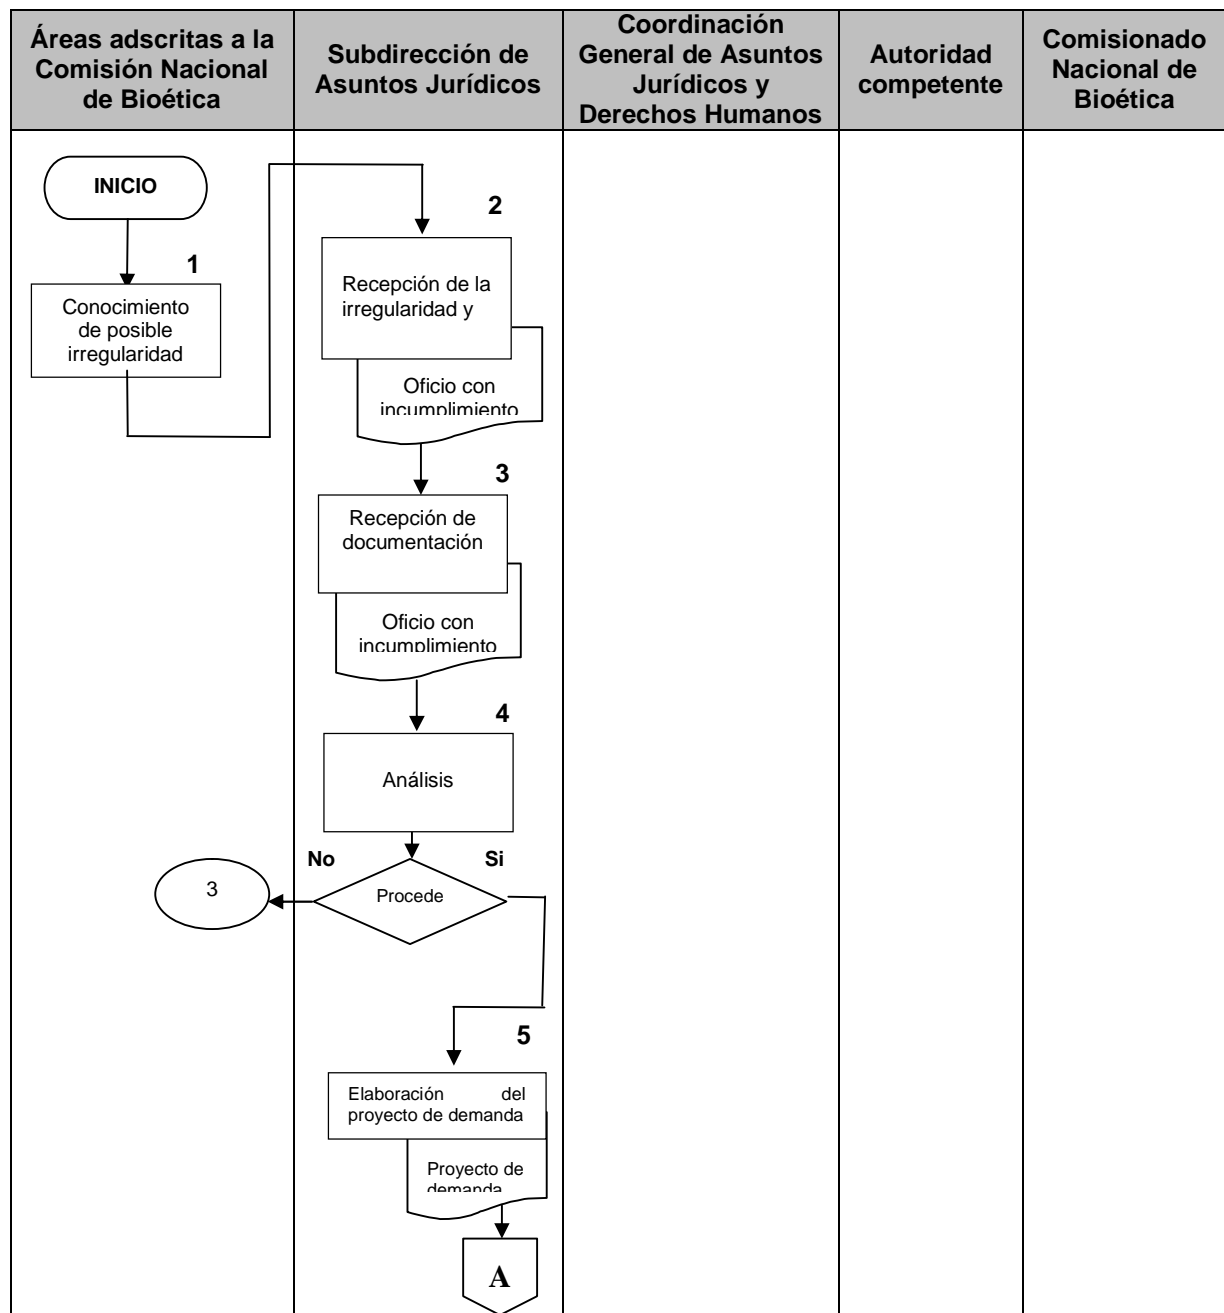 Áreas adscritas a la
Comisión Nacional
de Bioética
Subdirección de
Asuntos Jurídicos
Coordinación
General de Asuntos
Jurídicos y
Derechos Humanos
Autoridad
competente
Comisionado
Nacional de
Bioética
INICIO
1
Conocimiento
de posible
irregularidad
2
Recepción de la
irregularidad y
Oficio con
incumplimiento
3
Recepción de
documentación
Oficio con
incumplimiento
4
Análisis
No
Si
Procede
3
5
Elaboración del
proyecto de demanda
Proyecto de
demanda
A